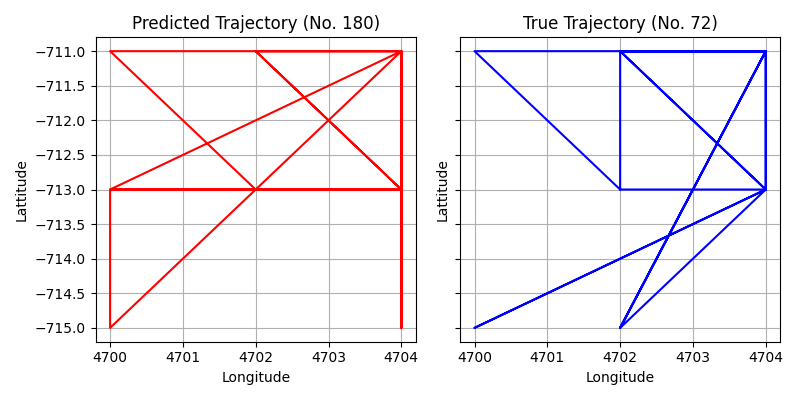 Predicted Trajectory (No. 180)
True Trajectory (No. 72)
Lattitude
−711.0
−711.5
−712.0
−712.5
−713.0
−713.5
−714.0
−714.5
−715.0
4700 4701 4702 4703 4704
Longitude
Lattitude
4700 4701 4702 4703 4704
Longitude